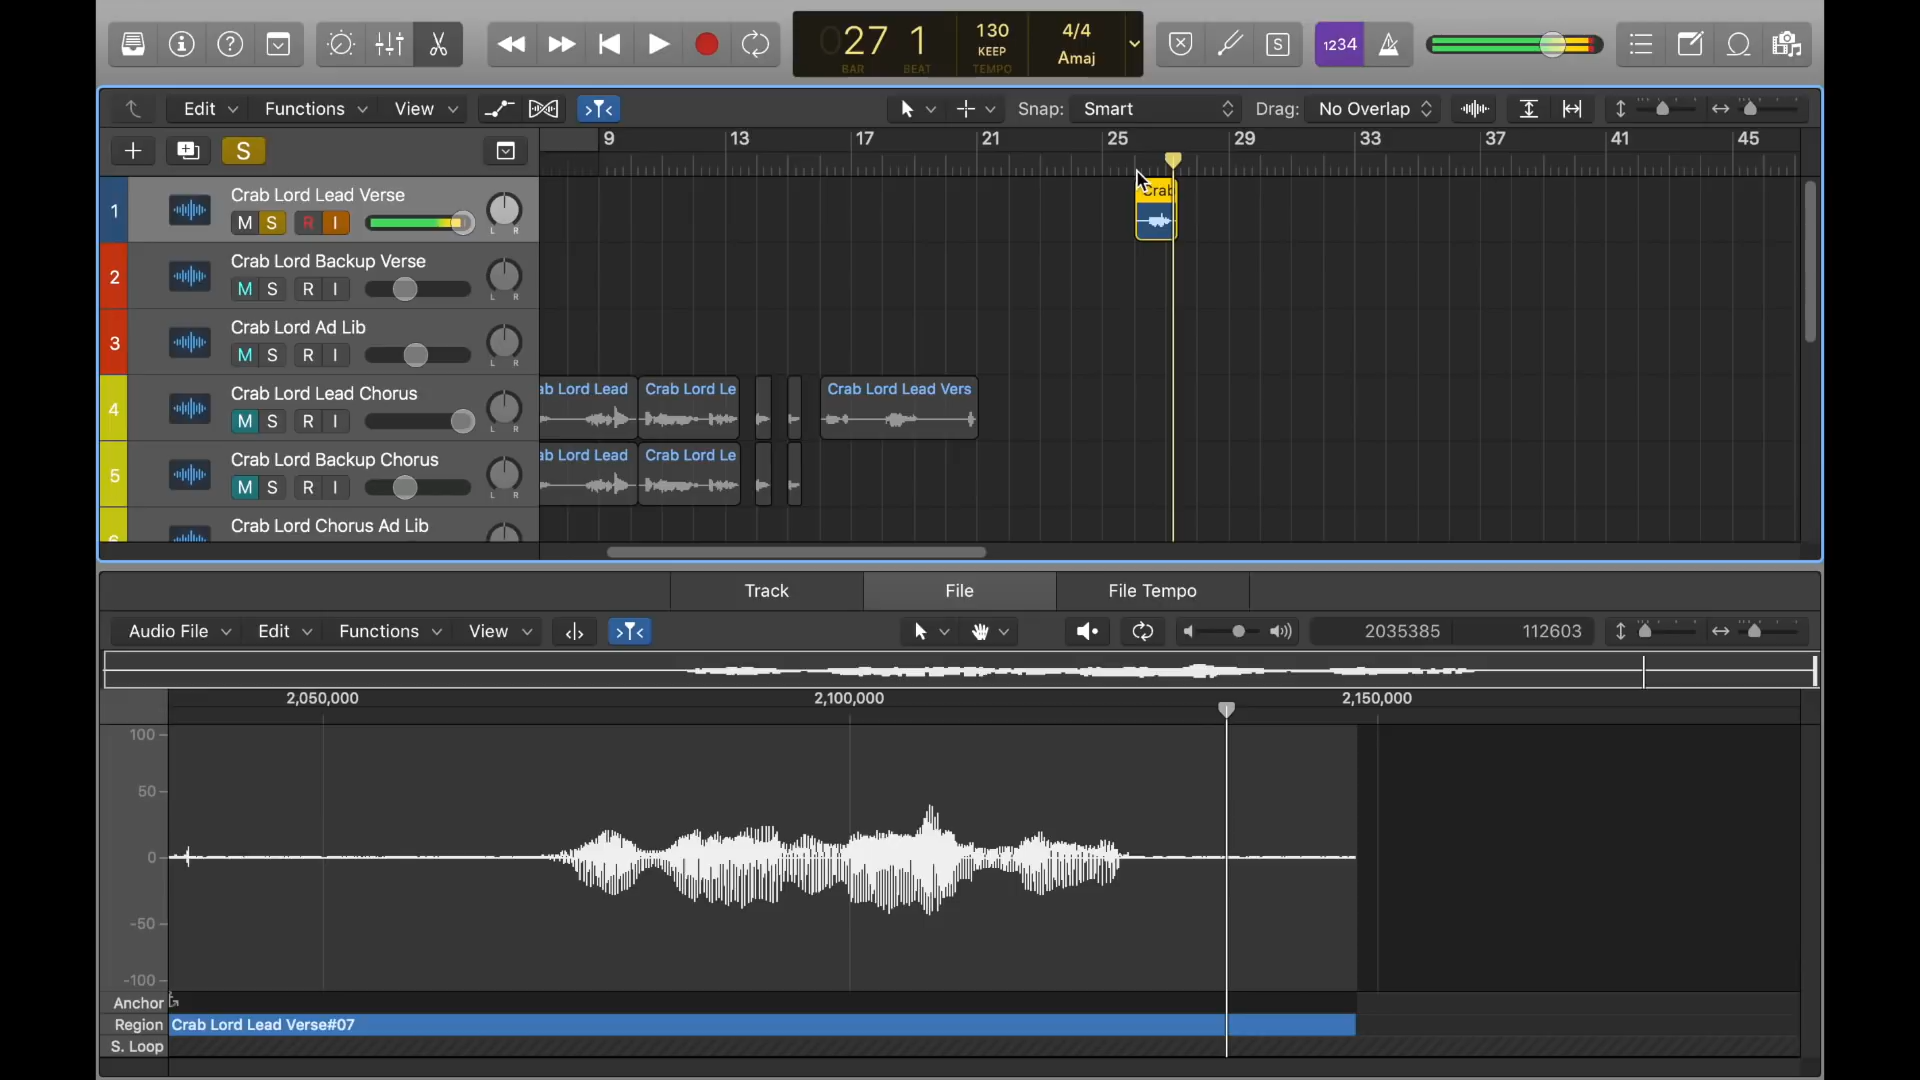 27 1
BAR BEAT
130
KEEP
TEMPO
4/4
Amaj
S
1234
Edit Functions View
Snap: Smart
Drag: No Overlap
S
9 13 17 21 25 29 33 37 41 45
1
Crab Lord Lead Verse
M S R I
L R
Crab
2
Crab Lord Backup Verse
M S R I
L R
3
Crab Lord Ad Lib
M S R I
L R
4
Crab Lord Lead Chorus
M S R I
L R
ab Lord Lead
Crab Lord Le
Crab Lord Lead Vers
5
Crab Lord Backup Chorus
M S R I
L R
ab Lord Lead
Crab Lord Le
6
Crab Lord Chorus Ad Lib
Track File File Tempo
Audio File Edit Functions View
2035385 112603
2,050,000 2,100,000 2,150,000
100
50
0
-50
-100
Anchor
Region Crab Lord Lead Verse#07
S. Loop